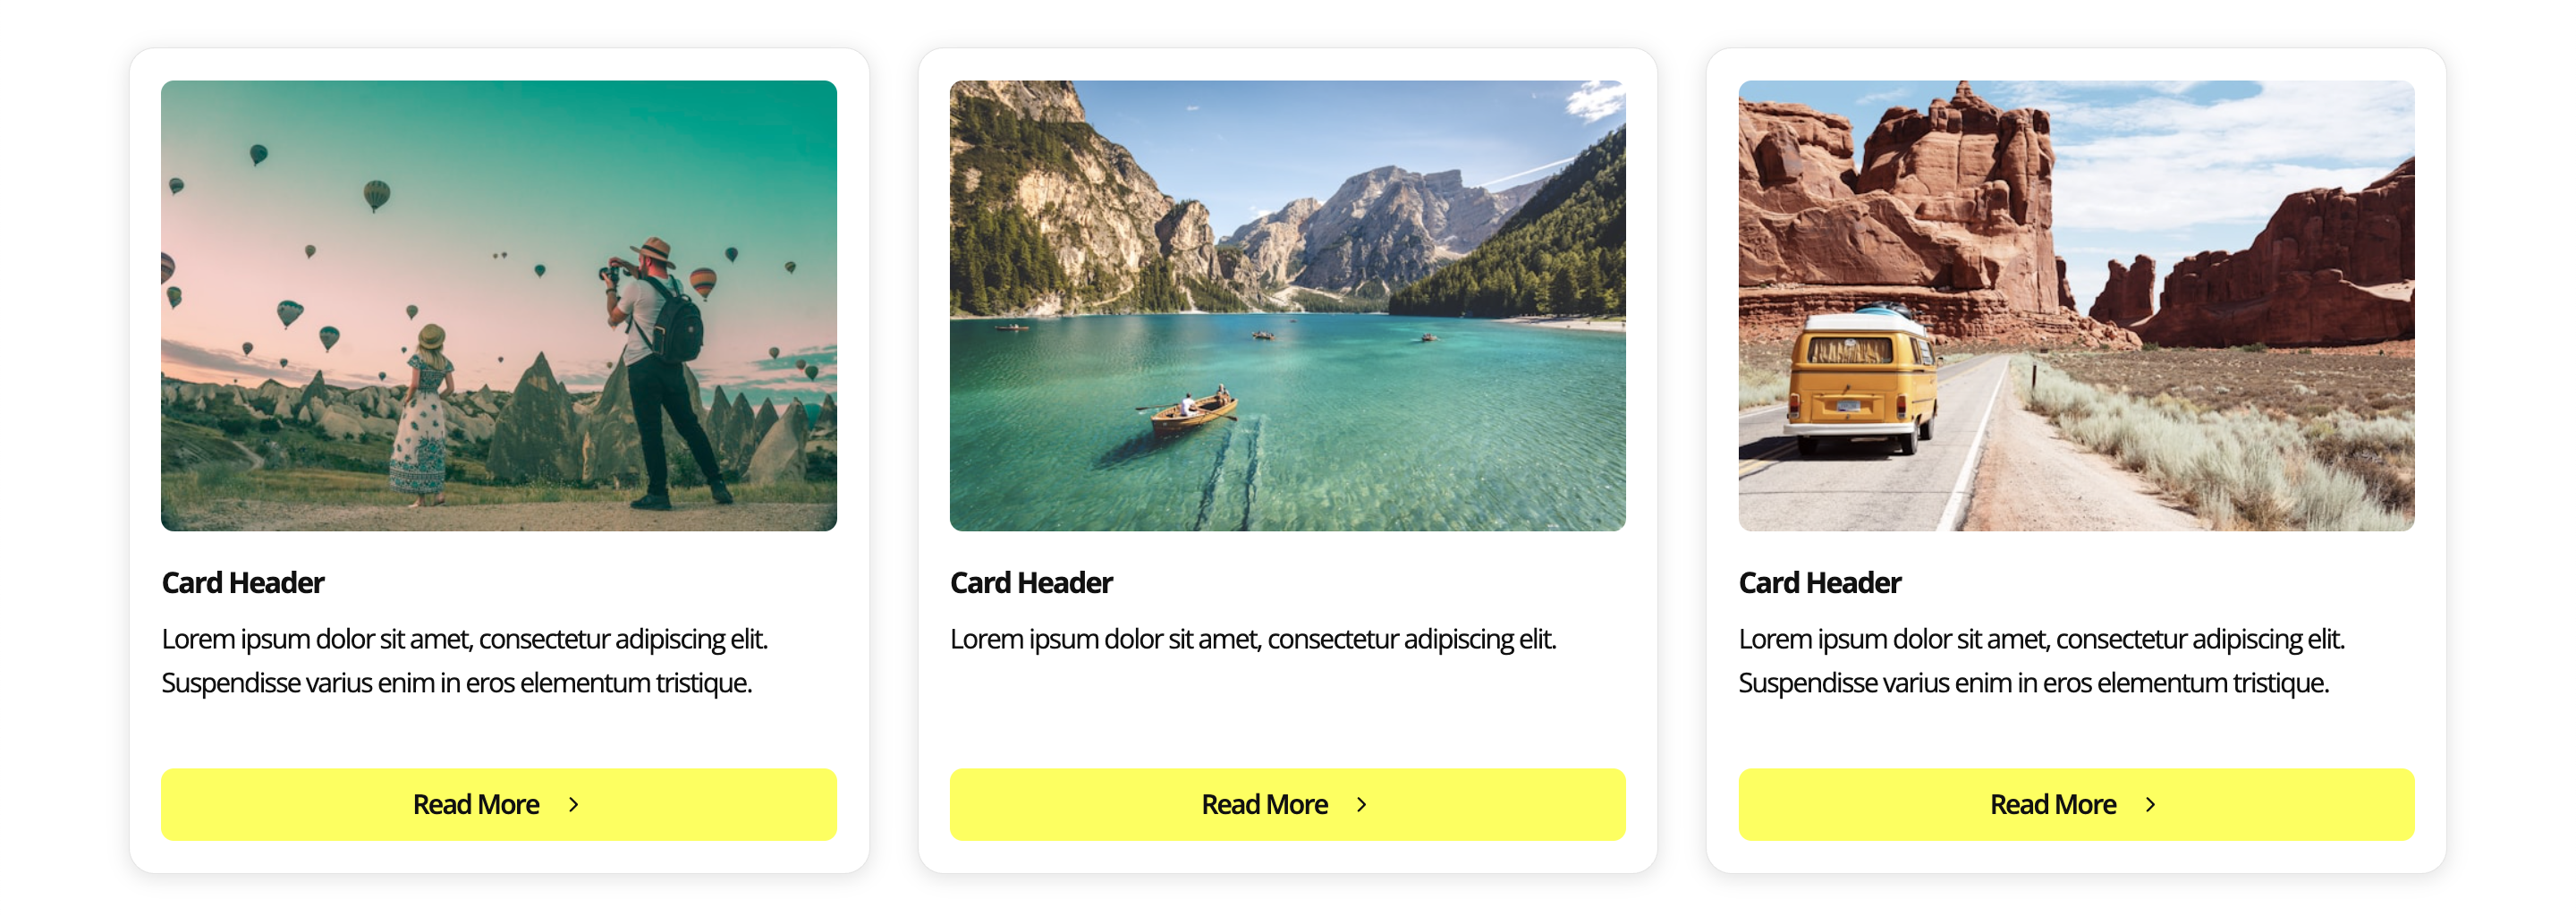 Card Header
Lorem ipsum dolor sit amet, consectetur adipiscing elit.
Suspendisse varius enim in eros elementum tristique.
Read More
Card Header
Lorem ipsum dolor sit amet, consectetur adipiscing elit.
Read More
Card Header
Lorem ipsum dolor sit amet, consectetur adipiscing elit.
Suspendisse varius enim in eros elementum tristique.
Read More